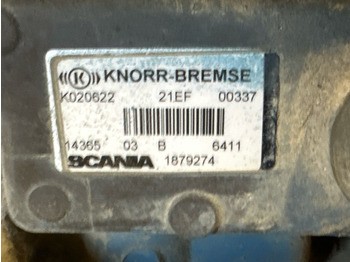 ((K)) KNORR-BREMSE
K020622 21EF 00337
14365 03 B 6411
SCANIA 1879274